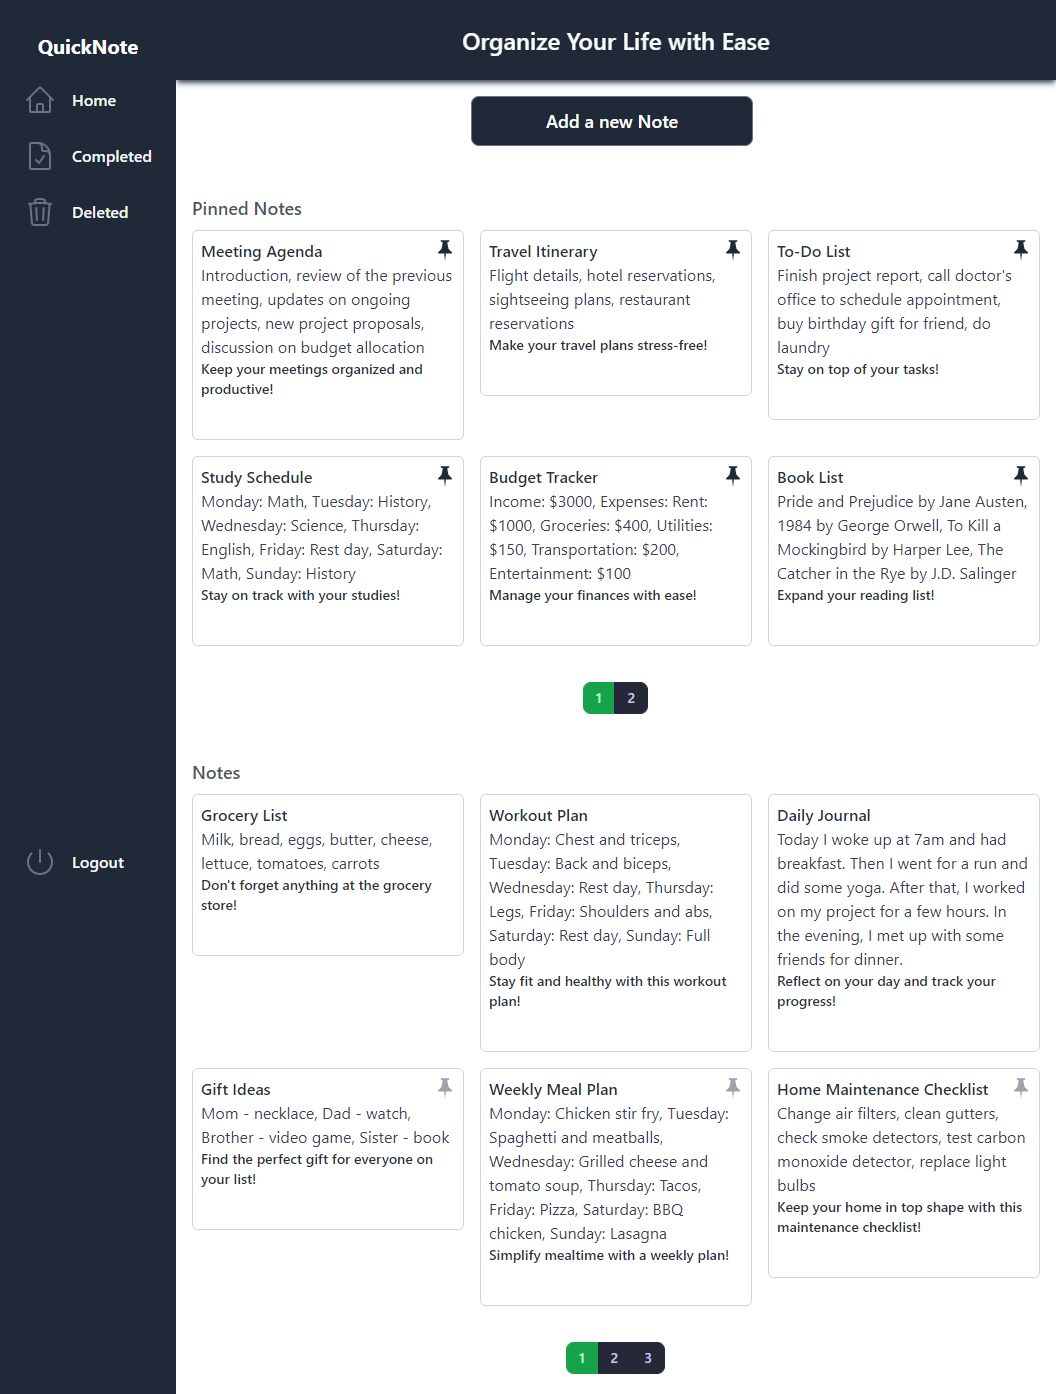 QuickNote
Home
Completed
Deleted
Logout
Organize Your Life with Ease
Add a new Note
Pinned Notes
Meeting Agenda
Introduction, review of the previous
meeting, updates on ongoing
projects, new project proposals,
discussion on budget allocation
Keep your meetings organized and
productive!
Travel Itinerary
Flight details, hotel reservations,
sightseeing plans, restaurant
reservations
Make your travel plans stress-free!
To-Do List
Finish project report, call doctor's
office to schedule appointment,
buy birthday gift for friend, do
laundry
Stay on top of your tasks!
Study Schedule
Monday: Math, Tuesday: History,
Wednesday: Science, Thursday:
English, Friday: Rest day, Saturday:
Math, Sunday: History
Stay on track with your studies!
Budget Tracker
Income: $3000, Expenses: Rent:
$1000, Groceries: $400, Utilities:
$150, Transportation: $200,
Entertainment: $100
Manage your finances with ease!
Book List
Pride and Prejudice by Jane Austen,
1984 by George Orwell, To Kill a
Mockingbird by Harper Lee, The
Catcher in the Rye by J.D. Salinger
Expand your reading list!
1 2
Notes
Grocery List
Milk, bread, eggs, butter, cheese,
lettuce, tomatoes, carrots
Don't forget anything at the grocery
store!
Workout Plan
Monday: Chest and triceps,
Tuesday: Back and biceps,
Wednesday: Rest day, Thursday:
Legs, Friday: Shoulders and abs,
Saturday: Rest day, Sunday: Full
body
Stay fit and healthy with this workout
plan!
Daily Journal
Today I woke up at 7am and had
breakfast. Then I went for a run and
did some yoga. After that, I worked
on my project for a few hours. In
the evening, I met up with some
friends for dinner.
Reflect on your day and track your
progress!
Gift Ideas
Mom - necklace, Dad - watch,
Brother - video game, Sister - book
Find the perfect gift for everyone on
your list!
Weekly Meal Plan
Monday: Chicken stir fry, Tuesday:
Spaghetti and meatballs,
Wednesday: Grilled cheese and
tomato soup, Thursday: Tacos,
Friday: Pizza, Saturday: BBQ
chicken, Sunday: Lasagna
Simplify mealtime with a weekly plan!
Home Maintenance Checklist
Change air filters, clean gutters,
check smoke detectors, test carbon
monoxide detector, replace light
bulbs
Keep your home in top shape with this
maintenance checklist!
1 2 3